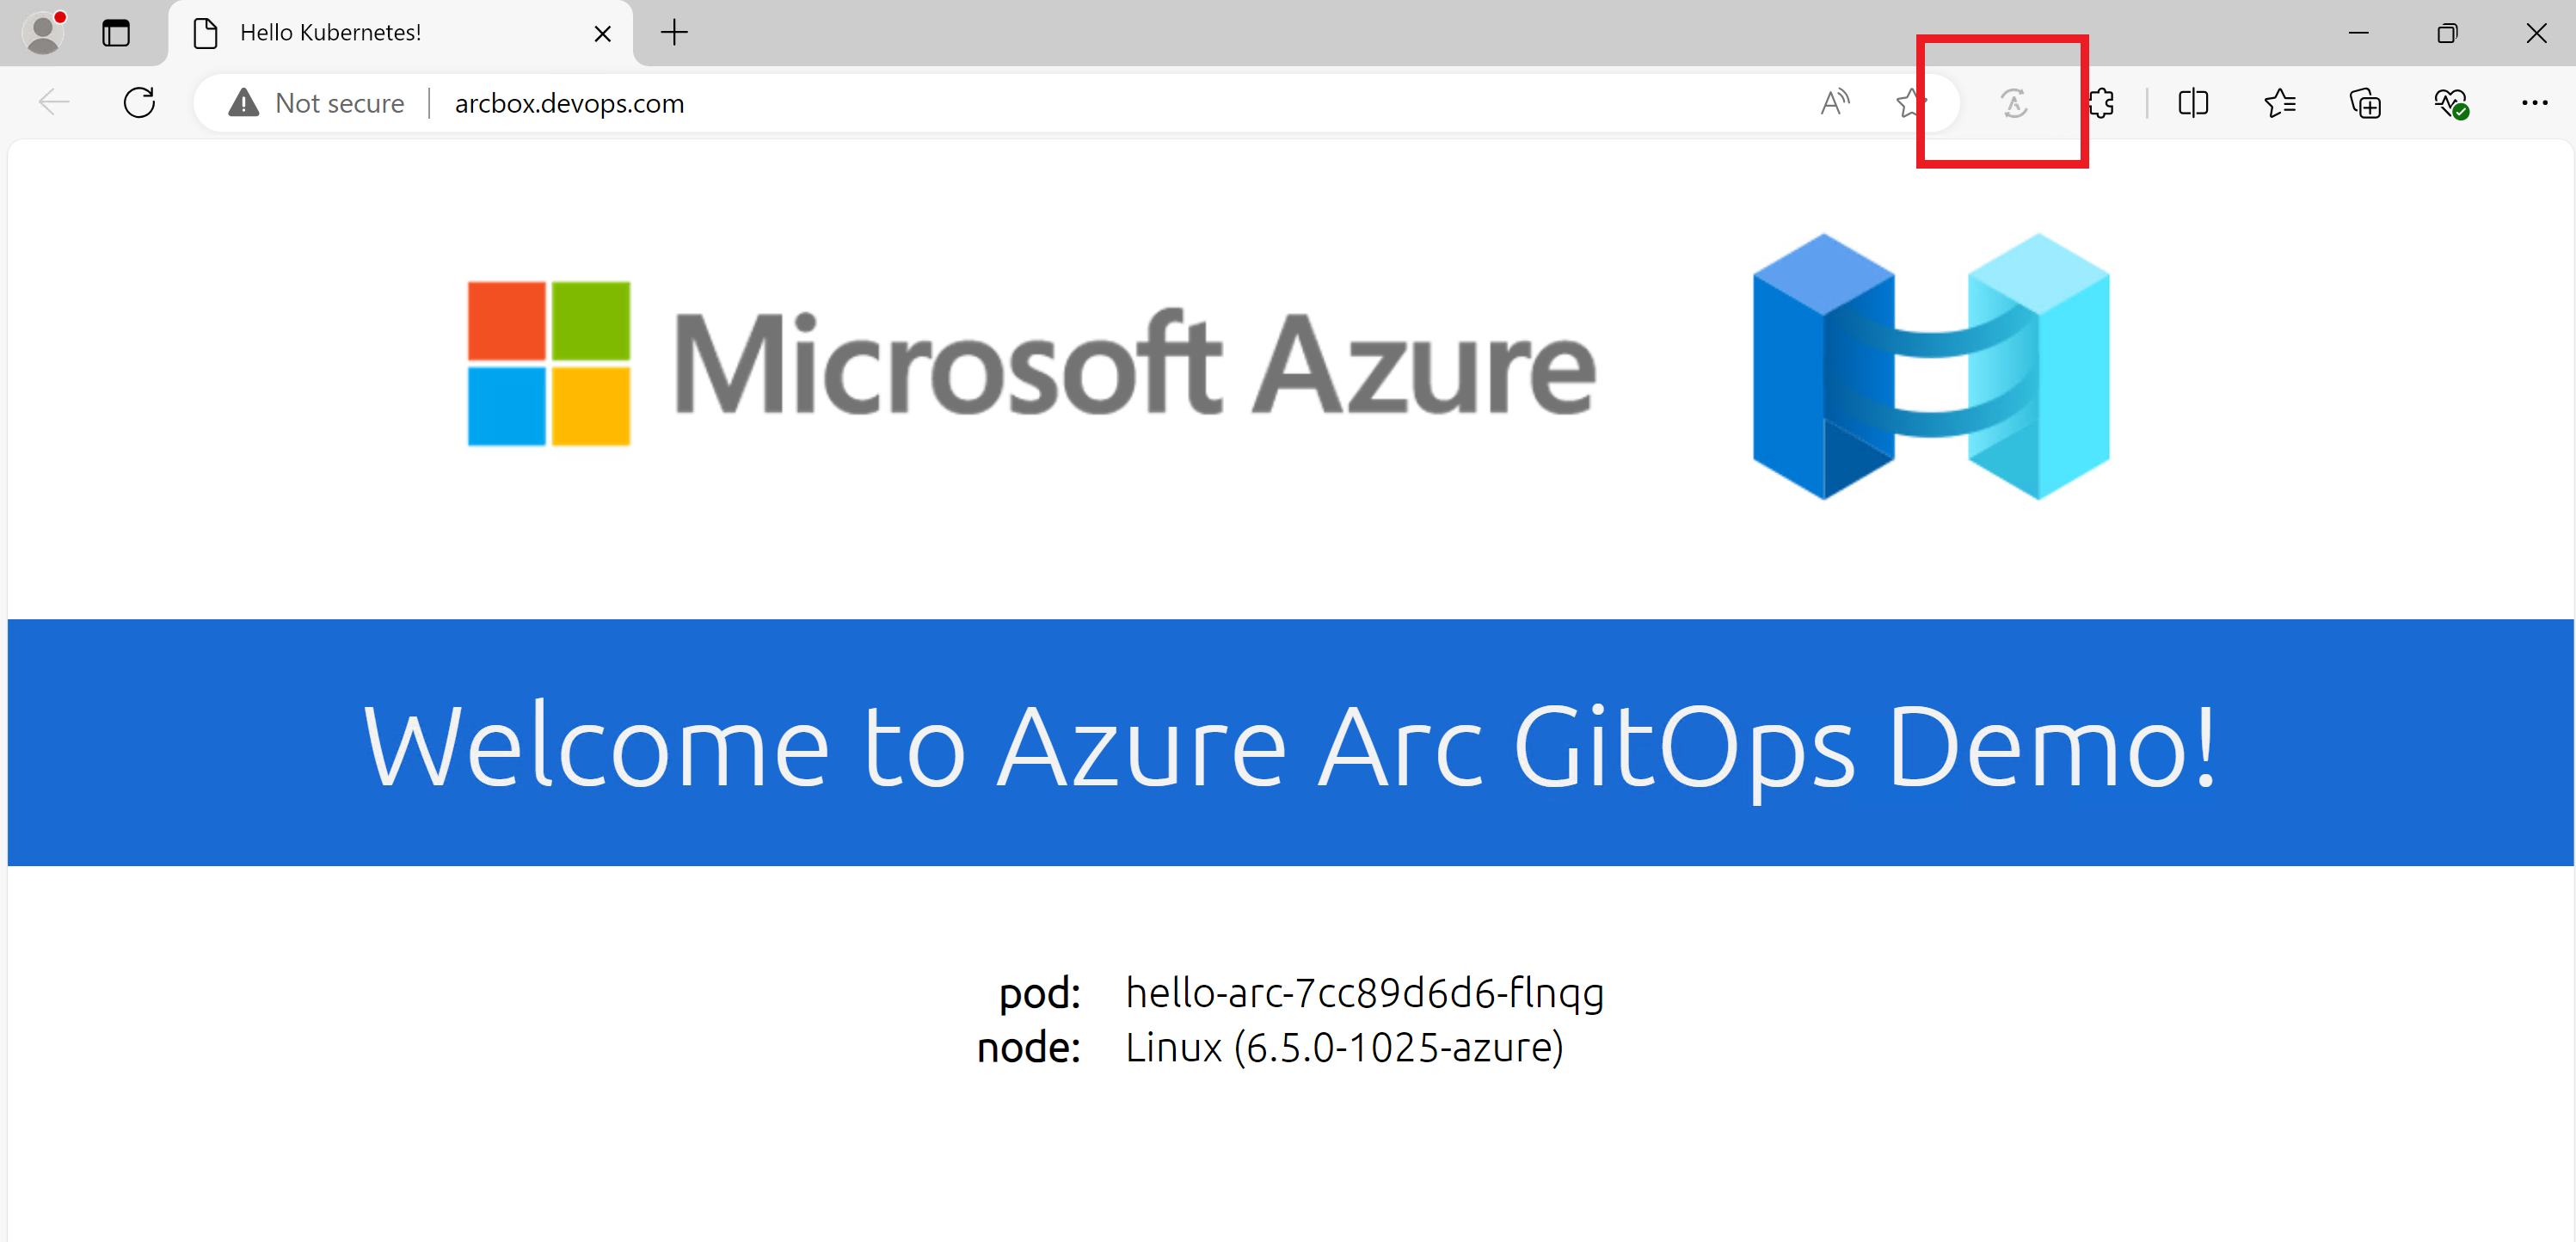 Hello Kubernetes!
Not secure arcbox.devops.com
Microsoft Azure
Welcome to Azure Arc GitOps Demo!
pod: hello-arc-7cc89d6d6-flnqg
node: Linux (6.5.0-1025-azure)